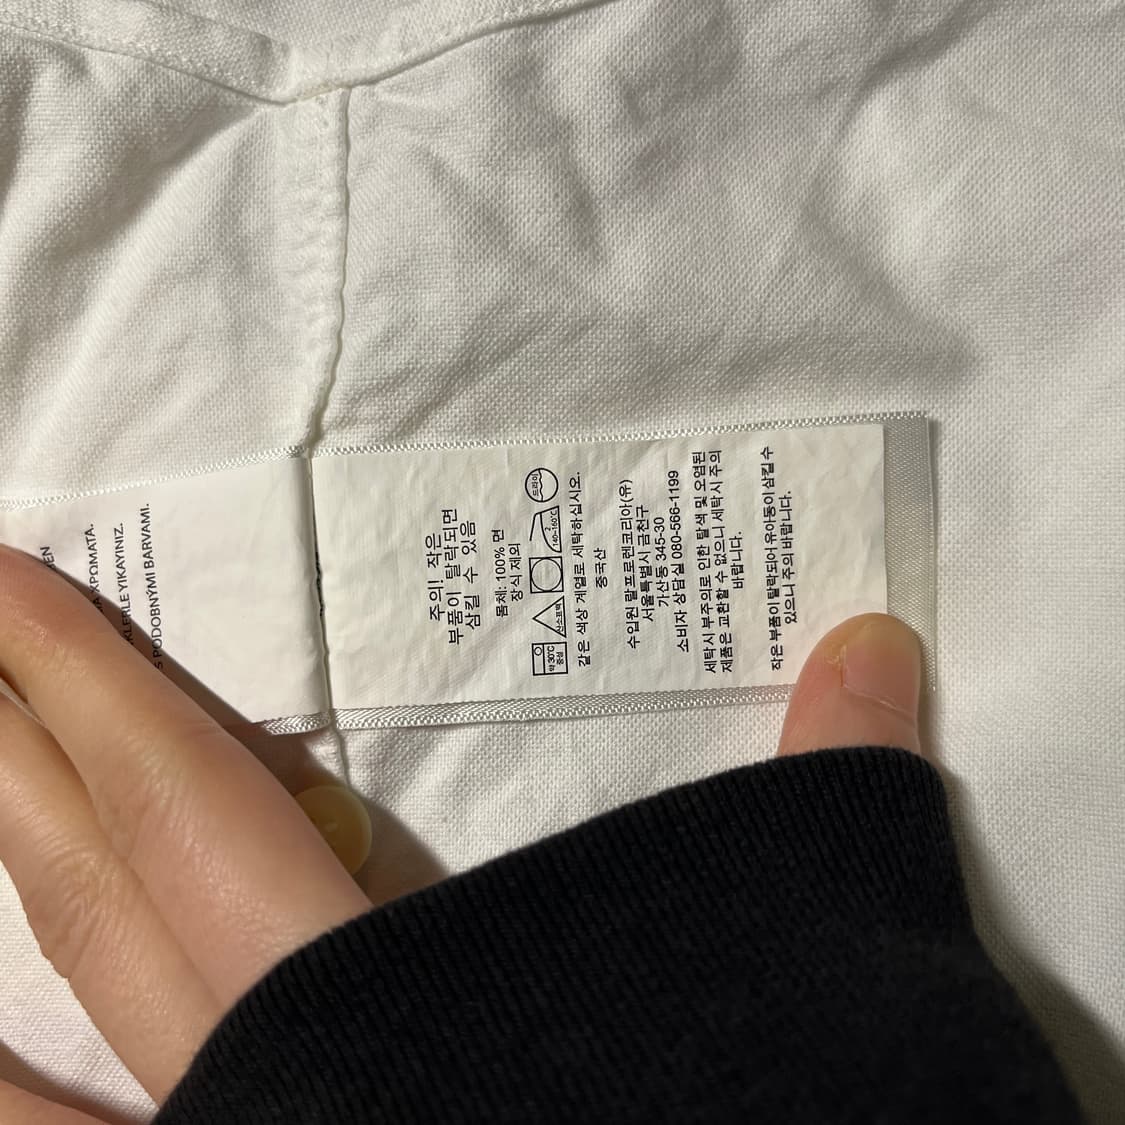 EN
ΜΑ ΧΡΩΜΑΤΑ.
KLERLE YIKAYINIZ.
S PODOBNÝMI BARVAMI.
주의! 작은
부품이 탈락되면
삼킬 수 있음
몸체: 100% 면
장식 제외
약 30℃
중성
산소표백
2
140~160℃
드라이
같은 색상 계열로 세탁하십시오.
중국산
수입원 랄프로렌코리아(유)
서울특별시 금천구
가산동 345-30
소비자 상담실 080-566-1199
세탁시 부주의로 인한 탈색 및 오염된
제품은 교환할 수 없으니 세탁시 주의
바랍니다.
작은 부품이 탈락되어 유아동이 삼킬 수
있으니 주의 바랍니다.